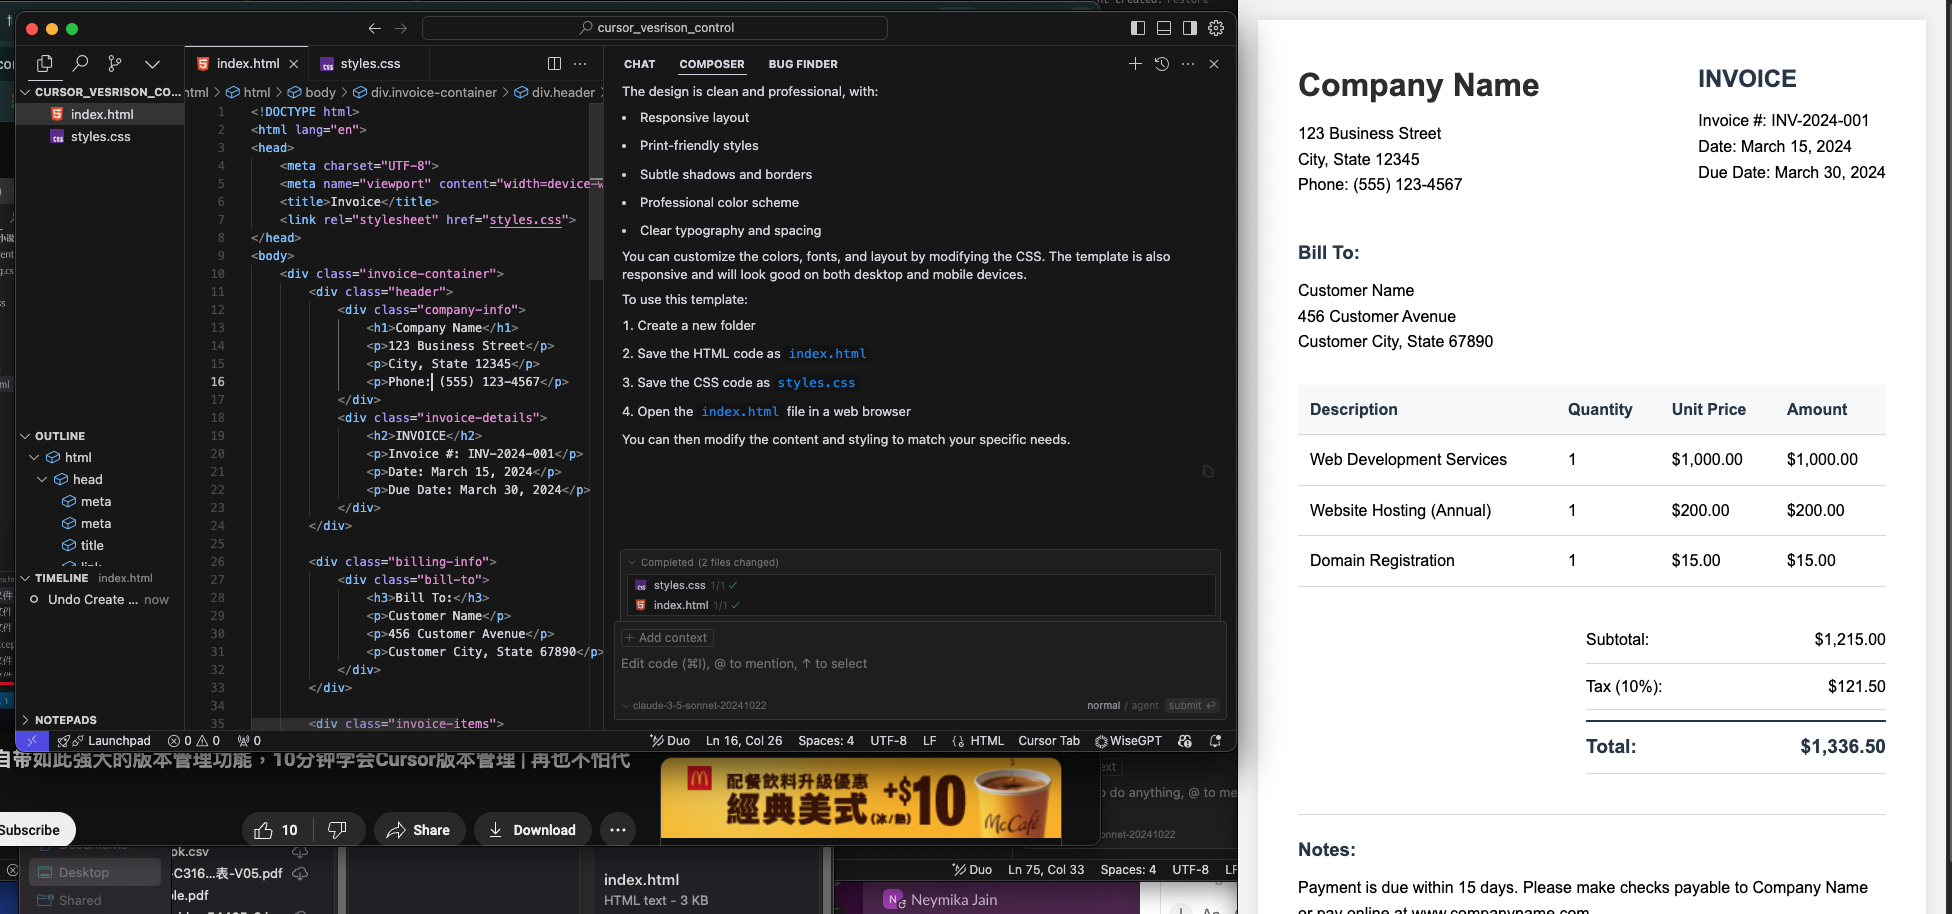 cursor_vesrison_control
index.html
styles.css
CURSOR_VESRISON_CO...
index.html
styles.css
OUTLINE
html
head
meta
meta
title
TIMELINE index.html
Undo Create ... now
NOTEPADS
html > body > div.invoice-container > div.header
1 <!DOCTYPE html>
2 <html lang="en">
3 <head>
4 <meta charset="UTF-8">
5 <meta name="viewport" content="width=device-w
6 <title>Invoice</title>
7 <link rel="stylesheet" href="styles.css">
8 </head>
9 <body>
10 <div class="invoice-container">
11 <div class="header">
12 <div class="company-info">
13 <h1>Company Name</h1>
14 <p>123 Business Street</p>
15 <p>City, State 12345</p>
16 <p>Phone: (555) 123-4567</p>
17 </div>
18 <div class="invoice-details">
19 <h2>INVOICE</h2>
20 <p>Invoice #: INV-2024-001</p>
21 <p>Date: March 15, 2024</p>
22 <p>Due Date: March 30, 2024</p>
23 </div>
24 </div>
25
26 <div class="billing-info">
27 <div class="bill-to">
28 <h3>Bill To:</h3>
29 <p>Customer Name</p>
30 <p>456 Customer Avenue</p>
31 <p>Customer City, State 67890</p>
32 </div>
33 </div>
34
35 <div class="invoice-items">
CHAT COMPOSER BUG FINDER
The design is clean and professional, with:
• Responsive layout
• Print-friendly styles
• Subtle shadows and borders
• Professional color scheme
• Clear typography and spacing
You can customize the colors, fonts, and layout by modifying the CSS. The template is also
responsive and will look good on both desktop and mobile devices.
To use this template:
1. Create a new folder
2. Save the HTML code as index.html
3. Save the CSS code as styles.css
4. Open the index.html file in a web browser
You can then modify the content and styling to match your specific needs.
Completed (2 files changed)
styles.css 1/1 ✓
index.html 1/1 ✓
+ Add context
Edit code (⌘I), @ to mention, ↑ to select
claude-3-5-sonnet-20241022
normal / agent submit
Launchpad 0 0 0
Duo Ln 16, Col 26 Spaces: 4 UTF-8 LF HTML Cursor Tab WiseGPT
自带如此强大的版本管理功能，10分钟学会Cursor版本管理 | 再也不怕代
Subscribe
10
Share
Download
配餐飲料升級優惠
經典美式(冰/熱) +$10
McCafé
do anything, @ to me
onnet-20241022
Duo Ln 75, Col 33 Spaces: 4 UTF-8 LF
Documents
Desktop
Shared
ok.csv
-C316...表-V05.pdf
ple.pdf
index.html
HTML text - 3 KB
N
Neymika Jain
Company Name
123 Business Street
City, State 12345
Phone: (555) 123-4567
INVOICE
Invoice #: INV-2024-001
Date: March 15, 2024
Due Date: March 30, 2024
Bill To:
Customer Name
456 Customer Avenue
Customer City, State 67890
Description Quantity Unit Price Amount
Web Development Services 1 $1,000.00 $1,000.00
Website Hosting (Annual) 1 $200.00 $200.00
Domain Registration 1 $15.00 $15.00
Subtotal: $1,215.00
Tax (10%): $121.50
Total: $1,336.50
Notes:
Payment is due within 15 days. Please make checks payable to Company Name
or pay online at www.companyname.com